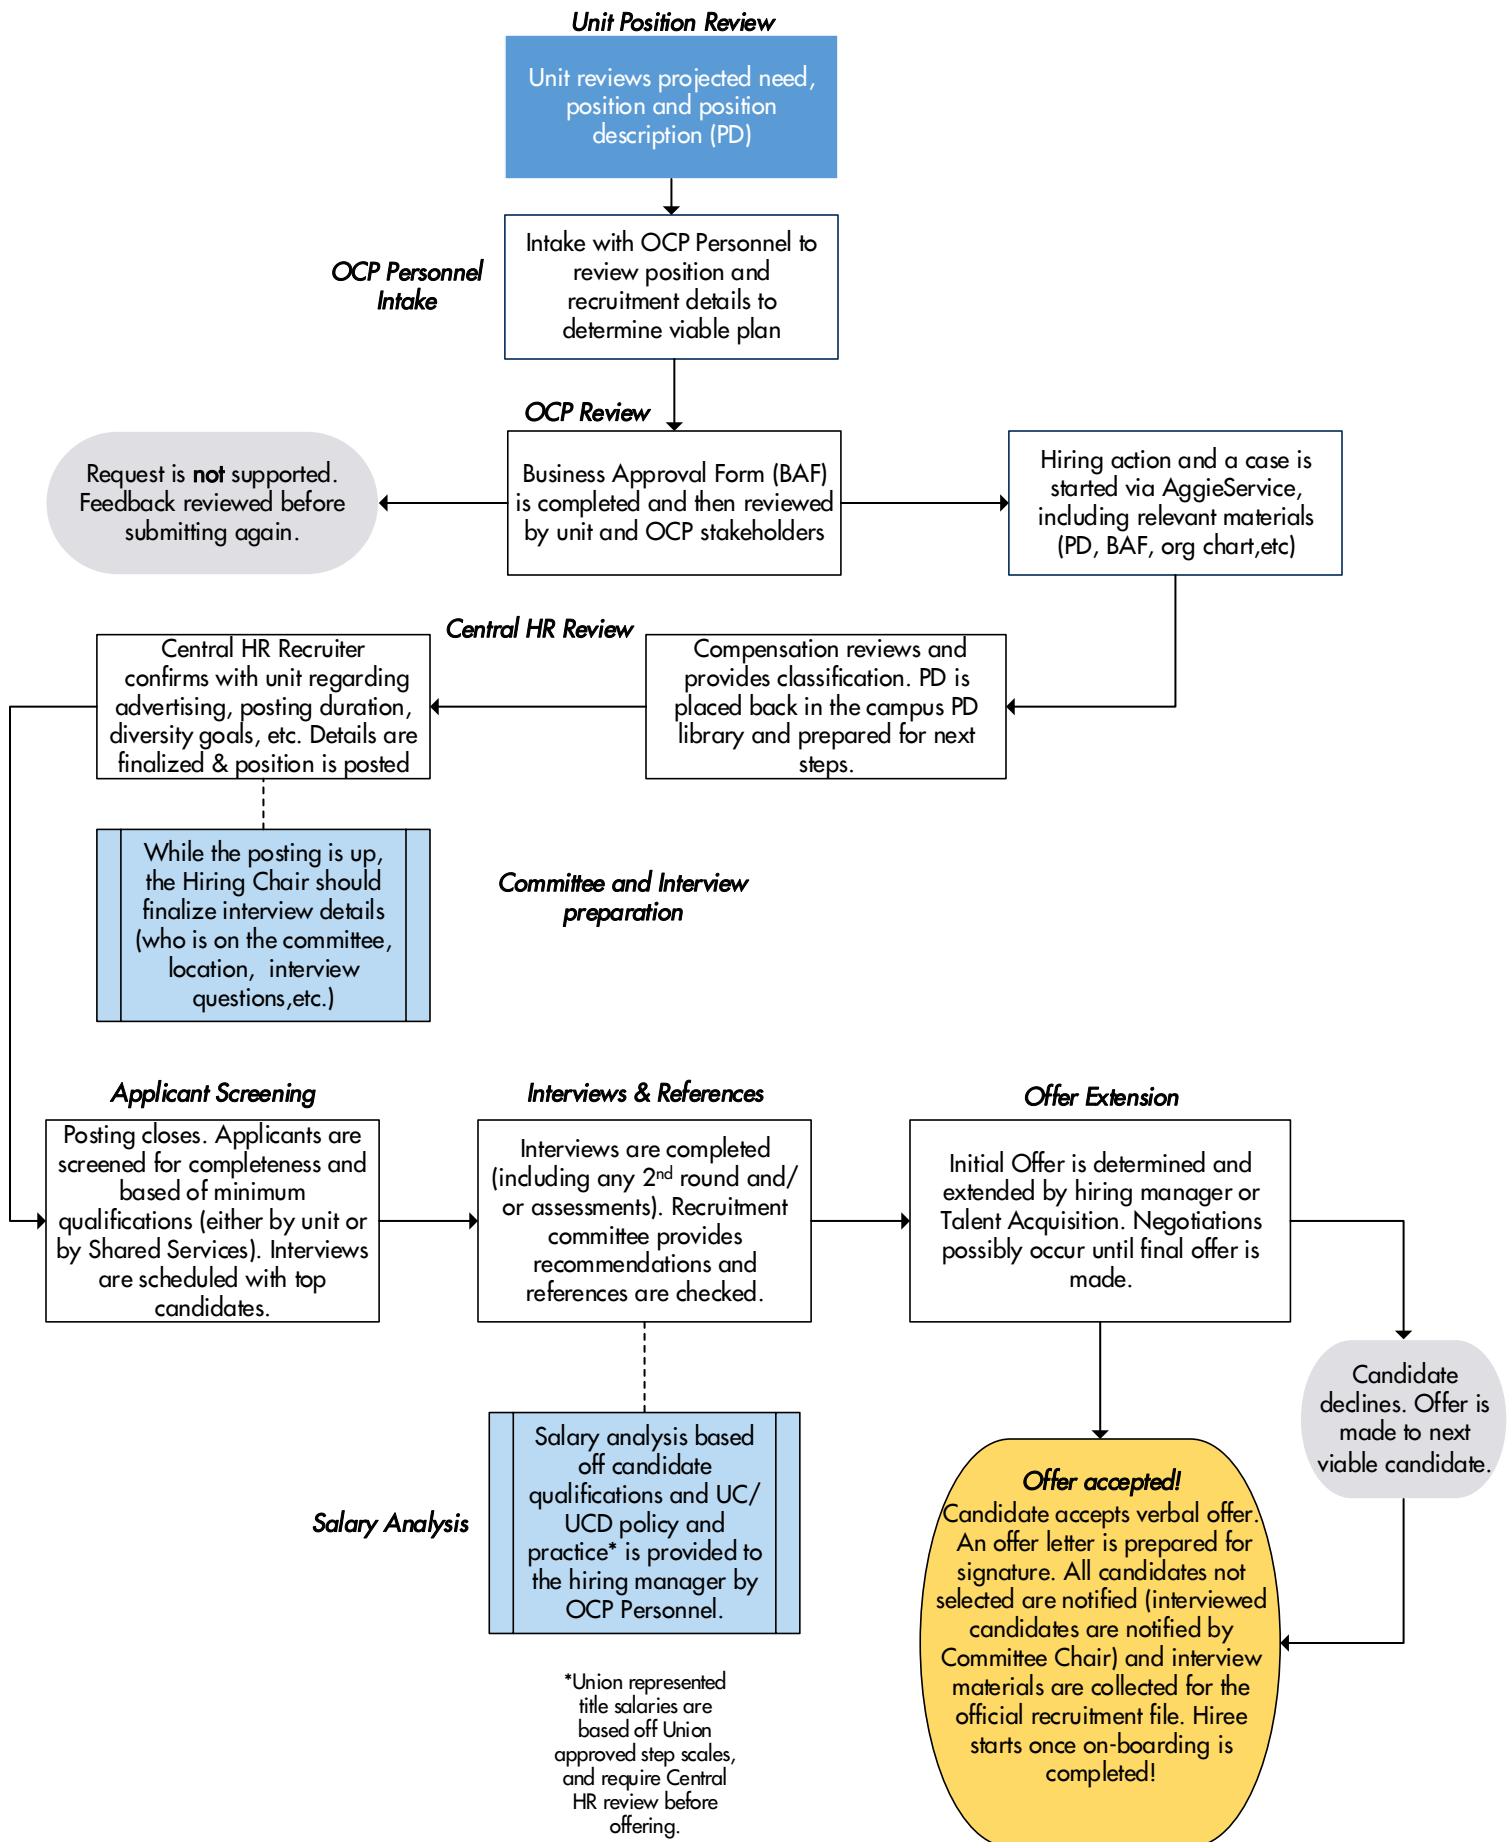 Unit Position Review
Unit reviews projected need,
position and position
description (PD)
OCP Personnel
Intake
Intake with OCP Personnel to
review position and
recruitment details to
determine viable plan
OCP Review
Request is not supported.
Feedback reviewed before
submitting again.
Business Approval Form (BAF)
is completed and then reviewed
by unit and OCP stakeholders
Hiring action and a case is
started via AggieService,
including relevant materials
(PD, BAF, org chart,etc)
Central HR Review
Compensation reviews and
provides classification. PD is
placed back in the campus PD
library and prepared for next
steps.
Central HR Recruiter
confirms with unit regarding
advertising, posting duration,
diversity goals, etc. Details are
finalized & position is posted
While the posting is up,
the Hiring Chair should
finalize interview details
(who is on the committee,
location, interview
questions,etc.)
Committee and Interview
preparation
Applicant Screening
Posting closes. Applicants are
screened for completeness and
based of minimum
qualifications (either by unit or
by Shared Services). Interviews
are scheduled with top
candidates.
Interviews & References
Interviews are completed
(including any 2nd round and/
or assessments). Recruitment
committee provides
recommendations and
references are checked.
Offer Extension
Initial Offer is determined and
extended by hiring manager or
Talent Acquisition. Negotiations
possibly occur until final offer is
made.
Candidate
declines. Offer is
made to next
viable candidate.
Salary Analysis
Salary analysis based
off candidate
qualifications and UC/
UCD policy and
practice* is provided to
the hiring manager by
OCP Personnel.
*Union represented
title salaries are
based off Union
approved step scales,
and require Central
HR review before
offering.
Offer accepted!
Candidate accepts verbal offer.
An offer letter is prepared for
signature. All candidates not
selected are notified (interviewed
candidates are notified by
Committee Chair) and interview
materials are collected for the
official recruitment file. Hiree
starts once on-boarding is
completed!